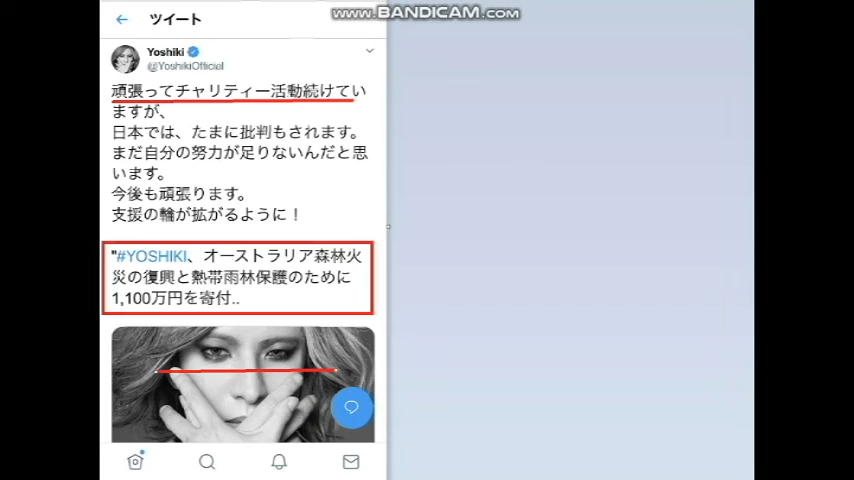 www.BANDICAM.com
ツイート
Yoshiki
@YoshikiOfficial
頑張ってチャリティー活動続けてい
ますが、
日本では、たまに批判もされます。
まだ自分の努力が足りないんだと思
います。
今後も頑張ります。
支援の輪が拡がるように！
"#YOSHIKI、オーストラリア森林火
災の復興と熱帯雨林保護のために
1,100万円を寄付..